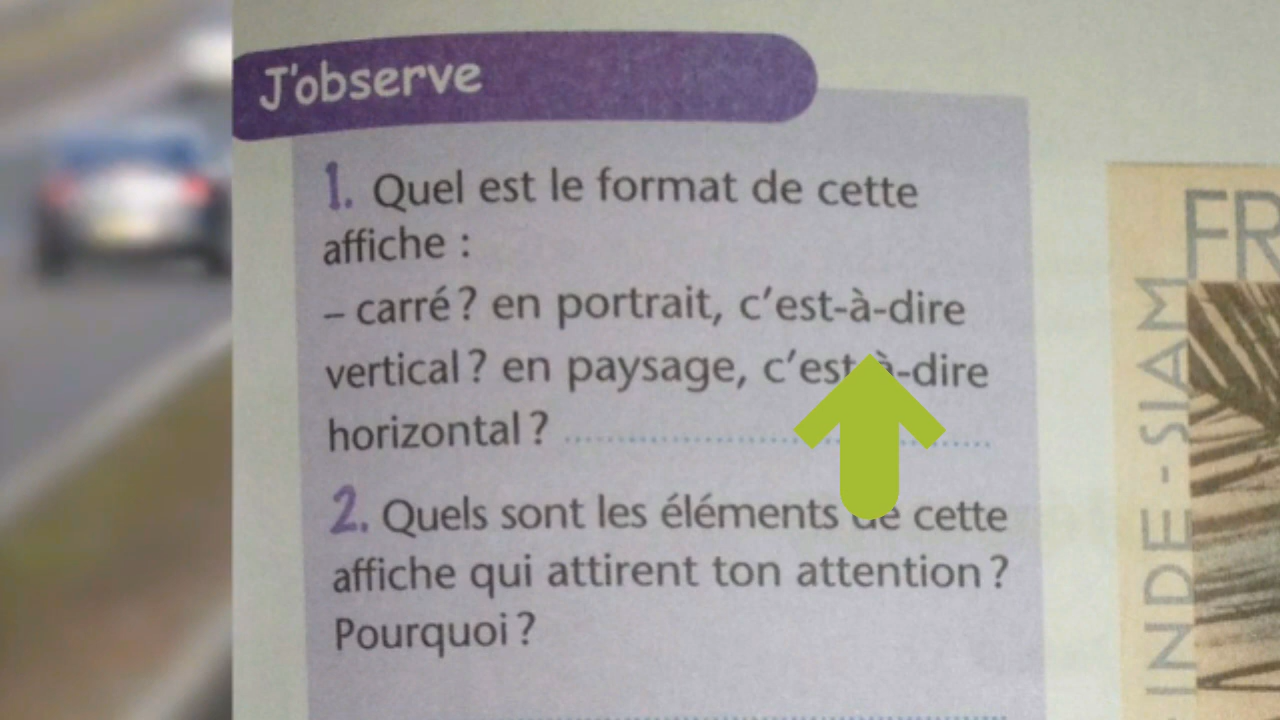 J'observe
1. Quel est le format de cette
affiche :
– carré ? en portrait, c'est-à-dire
vertical ? en paysage, c'est-à-dire
horizontal ?
2. Quels sont les éléments de cette
affiche qui attirent ton attention ?
Pourquoi ?
FR
INDE - SIAM